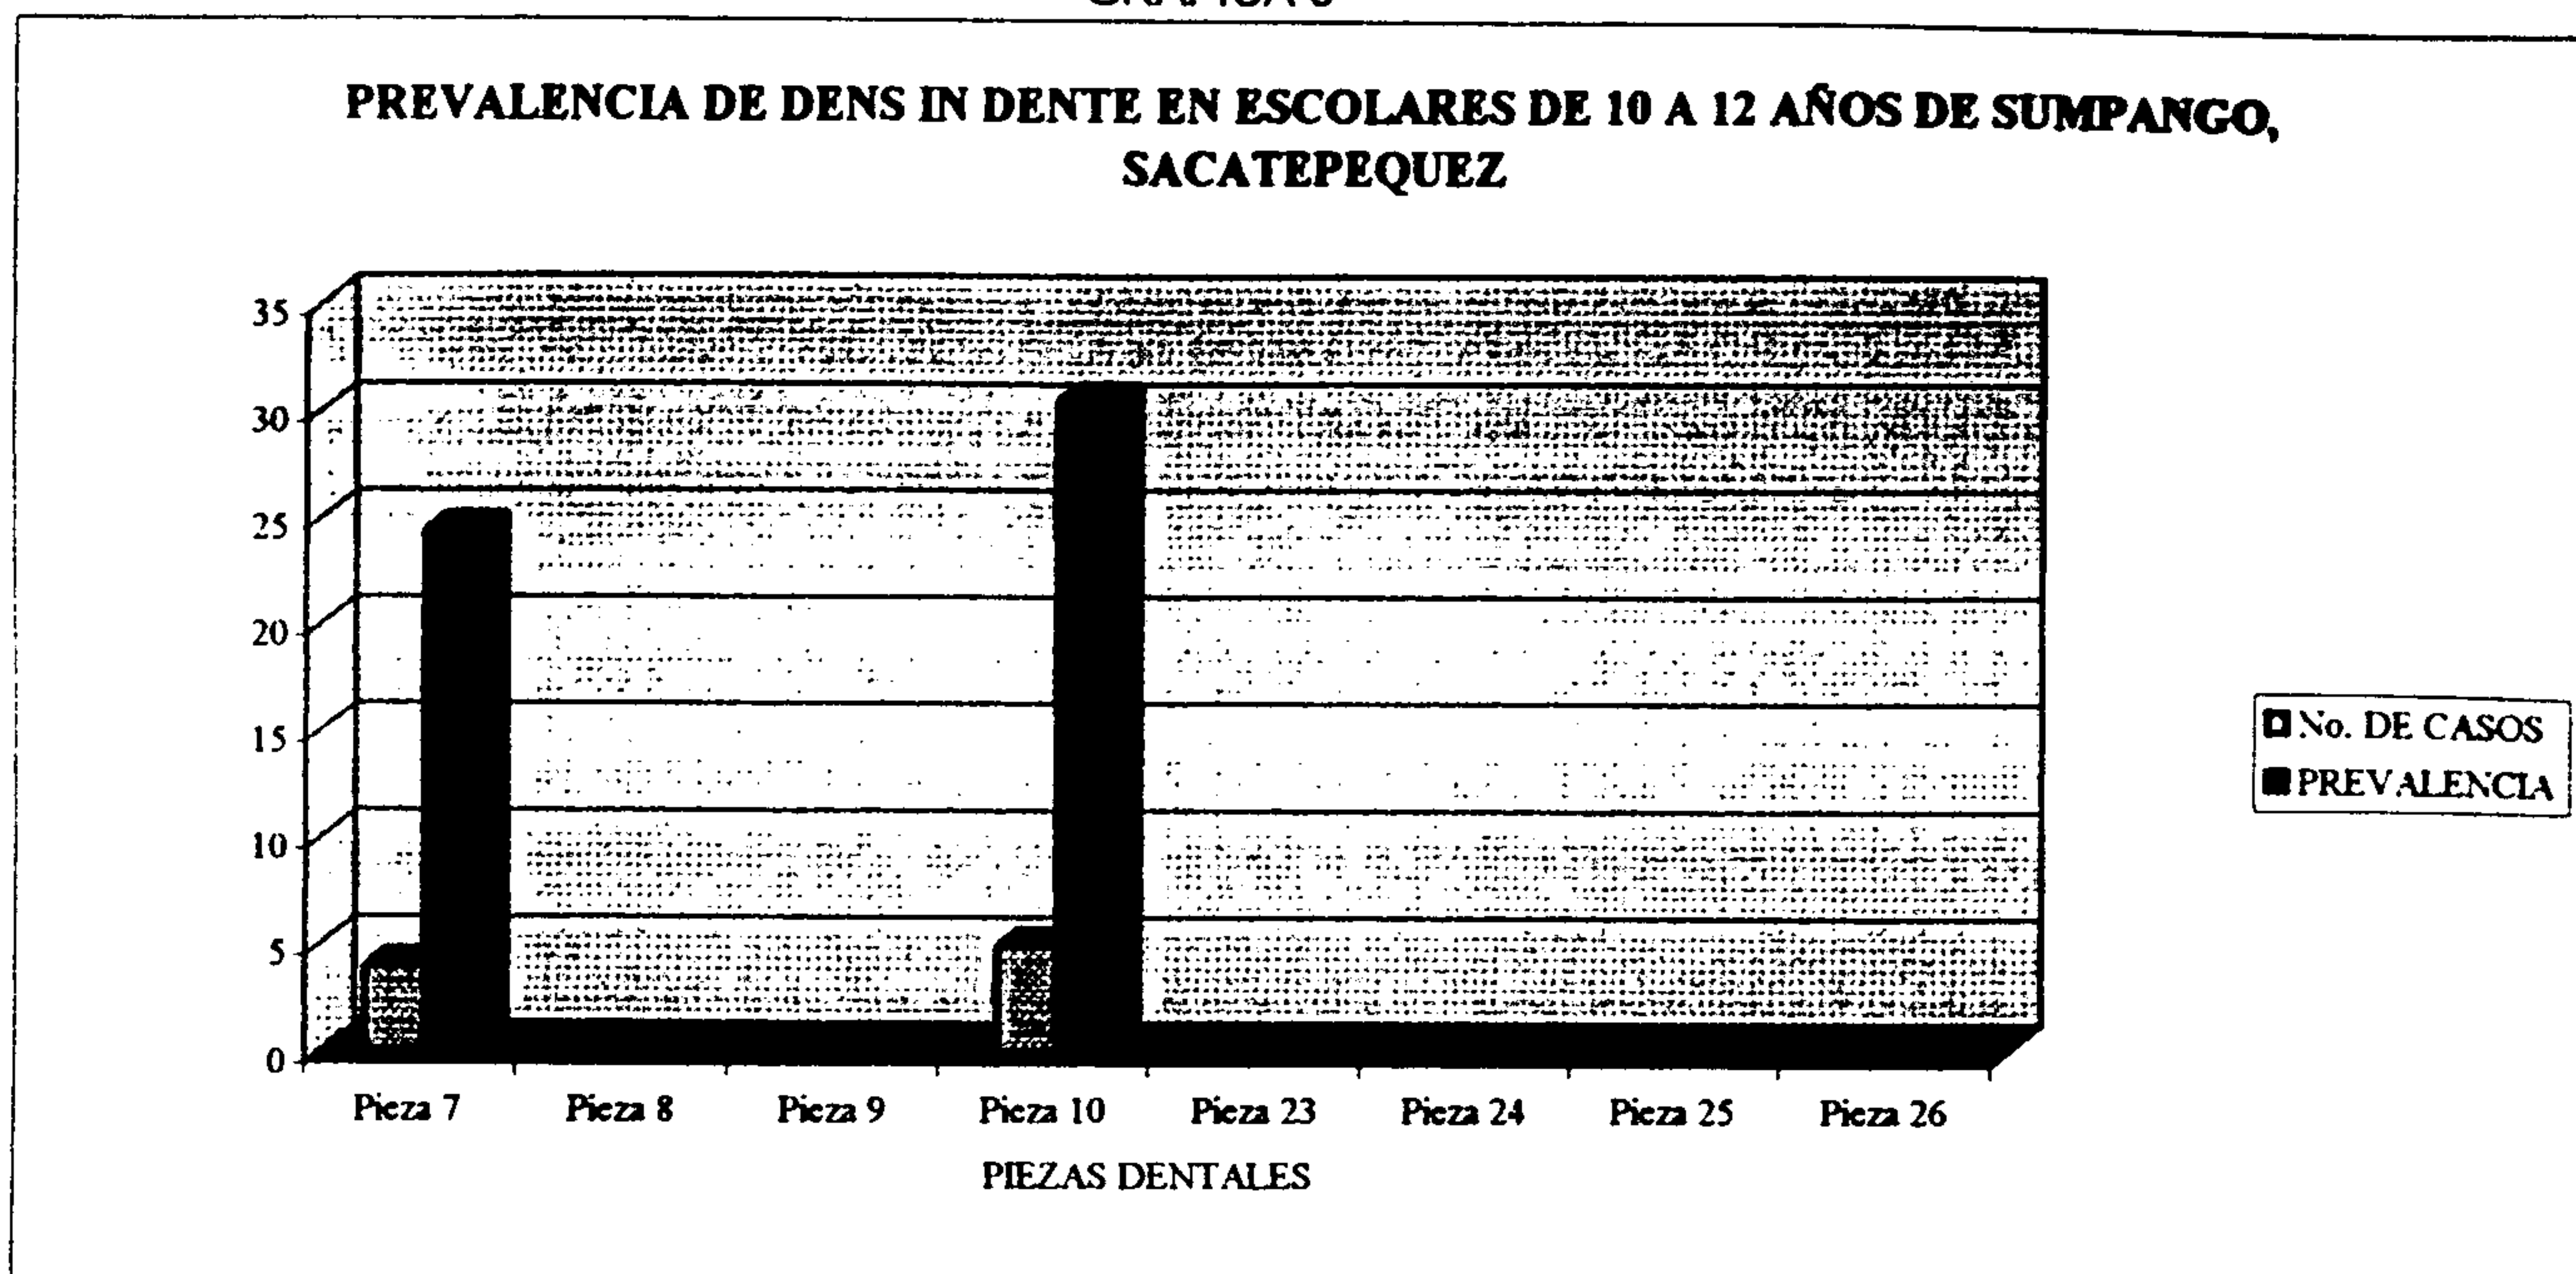 PREVALENCIA DE DENS IN DENTE EN ESCOLARES DE 10 A 12 AÑOS DE SUMPANGO,
SACATEPEQUEZ
35
30
25
20
15
10
5
0
Pieza 7 Pieza 8 Pieza 9 Pieza 10 Pieza 23 Pieza 24 Pieza 25 Pieza 26
PIEZAS DENTALES
No. DE CASOS
PREVALENCIA